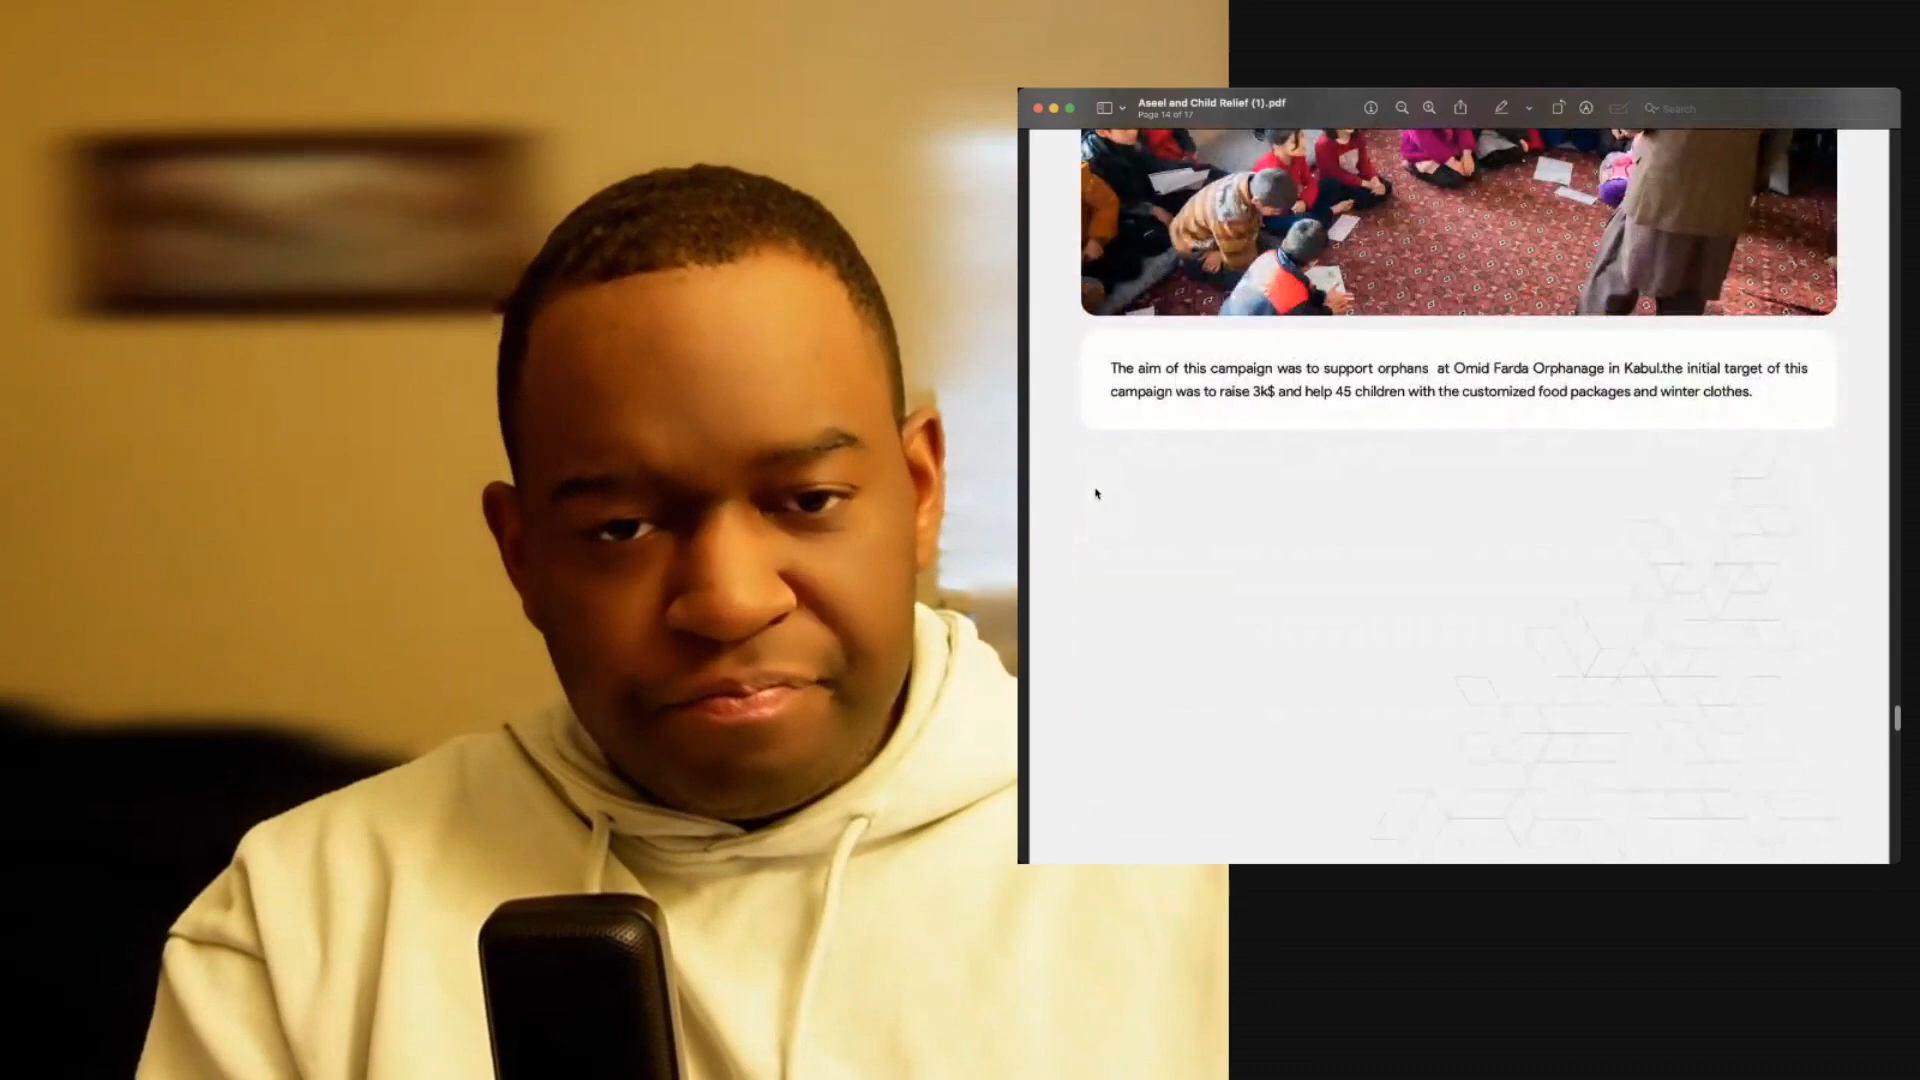 Aseel and Child Relief (1).pdf
Page 14 of 17
Search
The aim of this campaign was to support orphans at Omid Farda Orphanage in Kabul.the initial target of this
campaign was to raise 3k$ and help 45 children with the customized food packages and winter clothes.